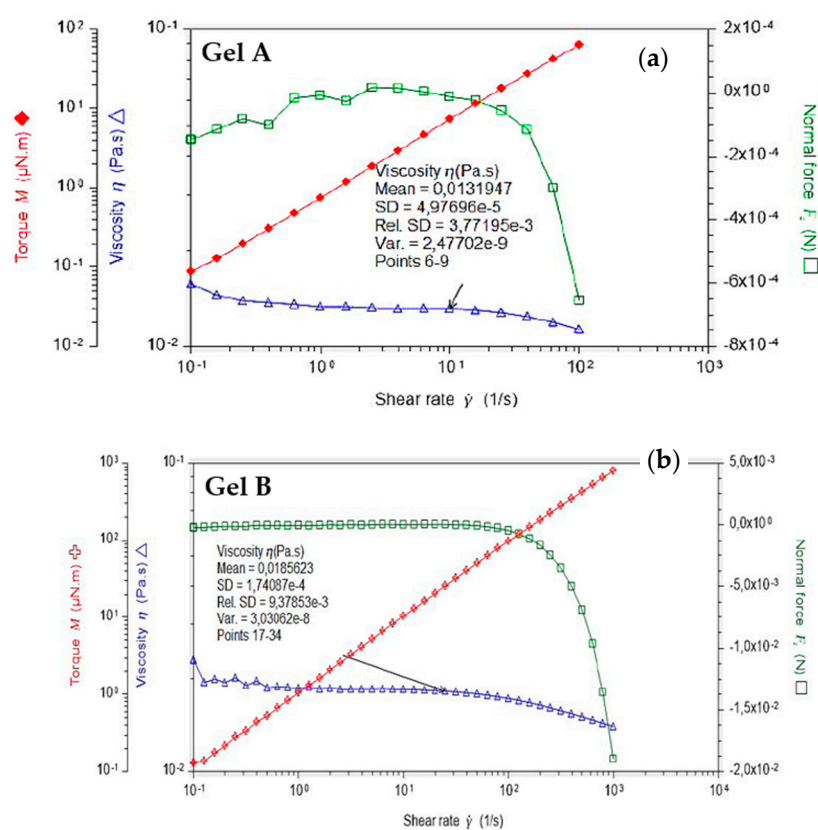 Gel A
(a)
10² 10¹ 10⁰ 10⁻¹ 10⁻²
Torque M (μN.m)
10⁻¹ 10⁻²
Viscosity η (Pa.s)
Viscosity η(Pa.s)
Mean = 0,0131947
SD = 4,97696e-5
Rel. SD = 3,77195e-3
Var. = 2,47702e-9
Points 6-9
2x10⁻⁴ 0x10⁰ -2x10⁻⁴ -4x10⁻⁴ -6x10⁻⁴ -8x10⁻⁴
Normal force F_z (N)
10⁻¹ 10⁰ 10¹ 10² 10³
Shear rate γ̇ (1/s)
Gel B
(b)
10³ 10² 10¹ 10⁰ 10⁻¹
Torque M (μN.m)
10⁻¹ 10⁻²
Viscosity η (Pa.s)
Viscosity η(Pa.s)
Mean = 0,0185623
SD = 1,74087e-4
Rel. SD = 9,37853e-3
Var. = 3,03062e-8
Points 17-34
5,0x10⁻³ 0,0x10⁰ -5,0x10⁻³ -1,0x10⁻² -1,5x10⁻² -2,0x10⁻²
Normal force F_z (N)
10⁻¹ 10⁰ 10¹ 10² 10³ 10⁴
Shear rate γ̇ (1/s)